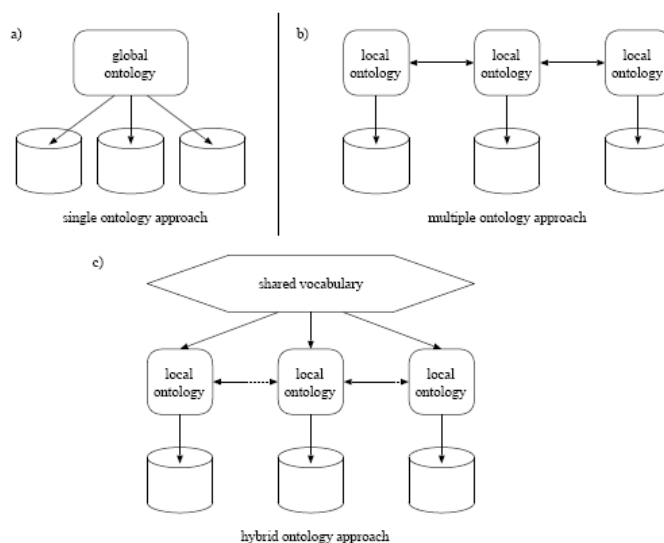 a)
global
ontology
single ontology approach
b)
local
ontology
local
ontology
local
ontology
multiple ontology approach
c)
shared vocabulary
local
ontology
local
ontology
local
ontology
hybrid ontology approach